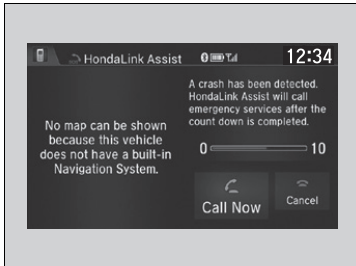 HondaLink Assist
12:34
No map can be shown
because this vehicle
does not have a built-in
Navigation System.
A crash has been detected.
HondaLink Assist will call
emergency services after the
count down is completed.
0 10
Call Now
Cancel